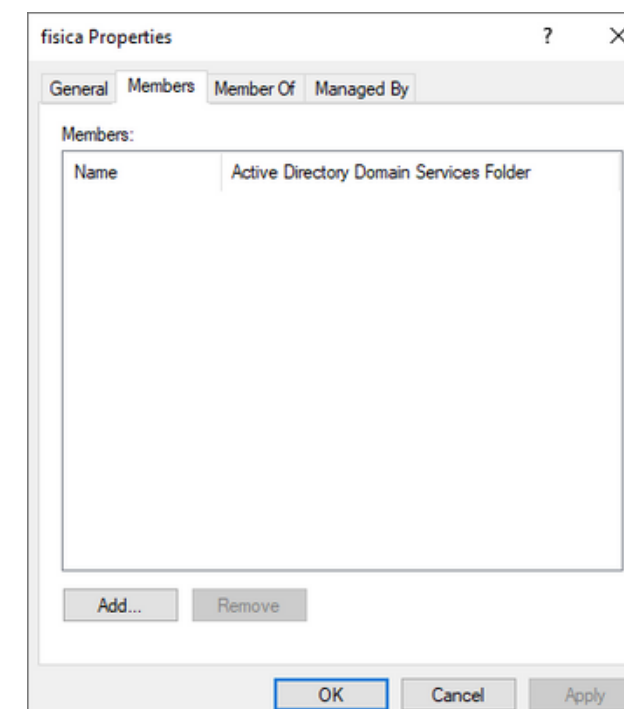 fisica Properties ?
General Members Member Of Managed By
Members:
Name Active Directory Domain Services Folder
Add... Remove
OK Cancel Apply